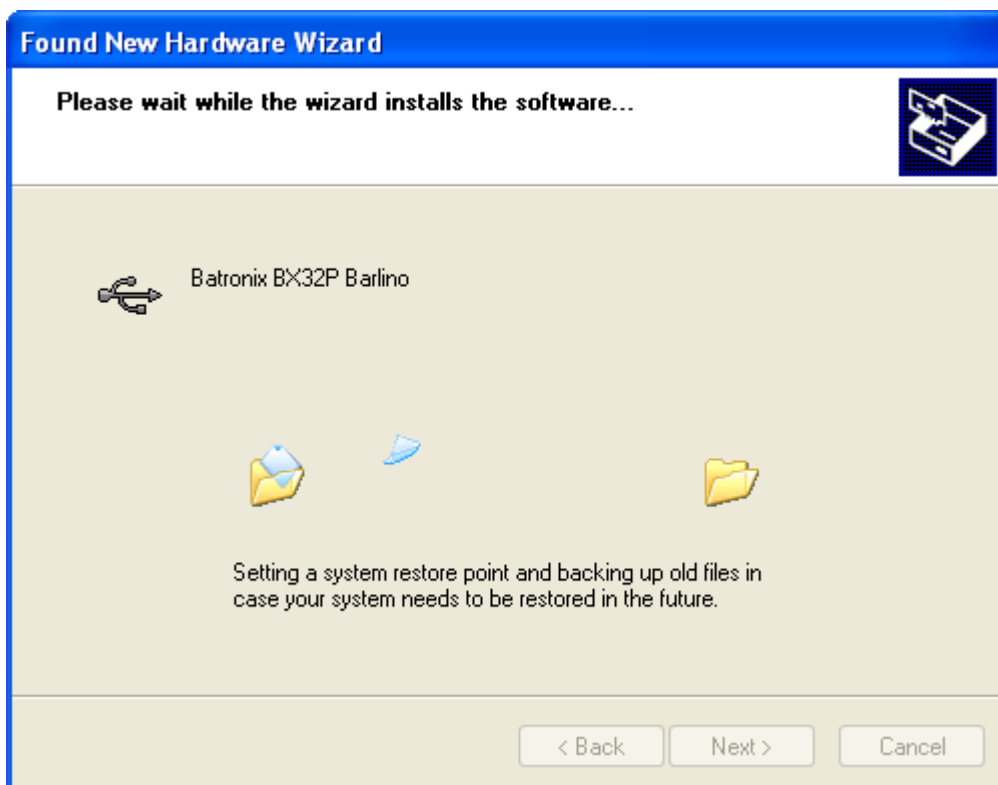 Found New Hardware Wizard
Please wait while the wizard installs the software...
Batronix BX32P Barlino
Setting a system restore point and backing up old files in
case your system needs to be restored in the future.
< Back
Next >
Cancel